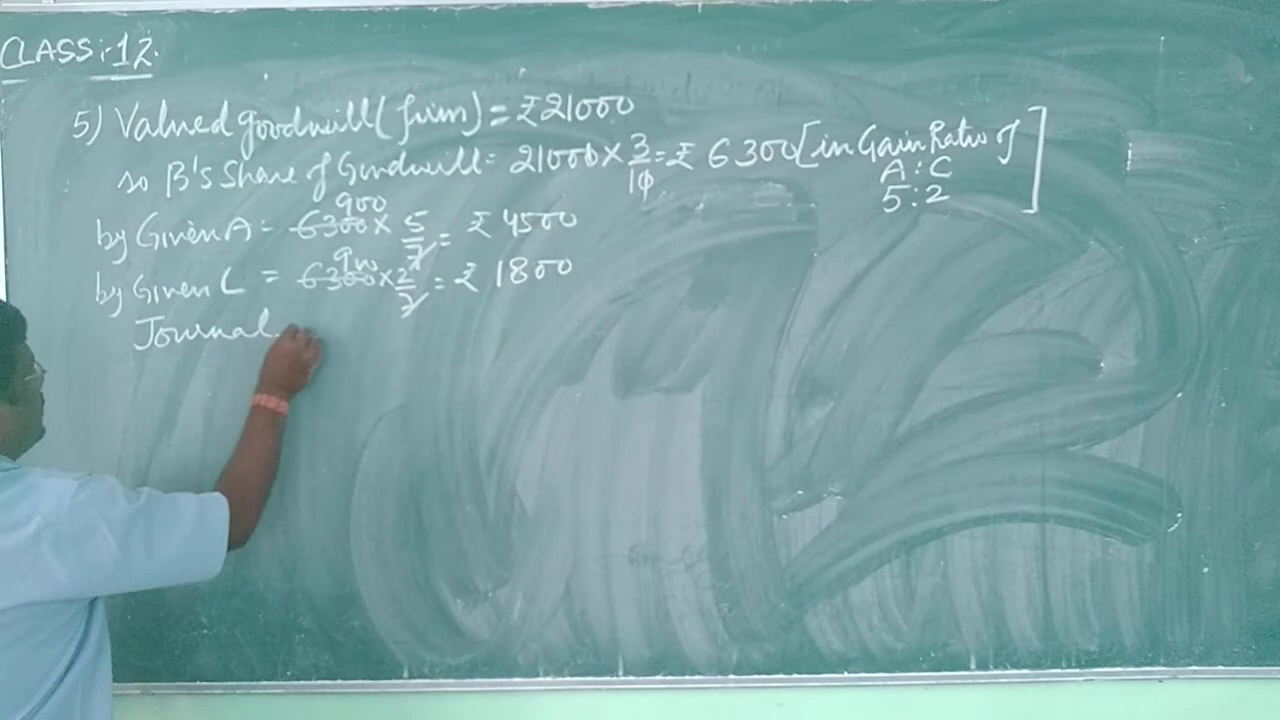 CLASS:-12.
5) Valued goodwill (firm) = ₹21000
so B's Share of Goodwill = 21000 × 3/10 = ₹ 6300 [in Gain Ratio of A:C 5:2]
by Given A = 6300 × 5/7 = ₹ 4500
900
by Given C = 6300 × 2/7 = ₹ 1800
900
Journal